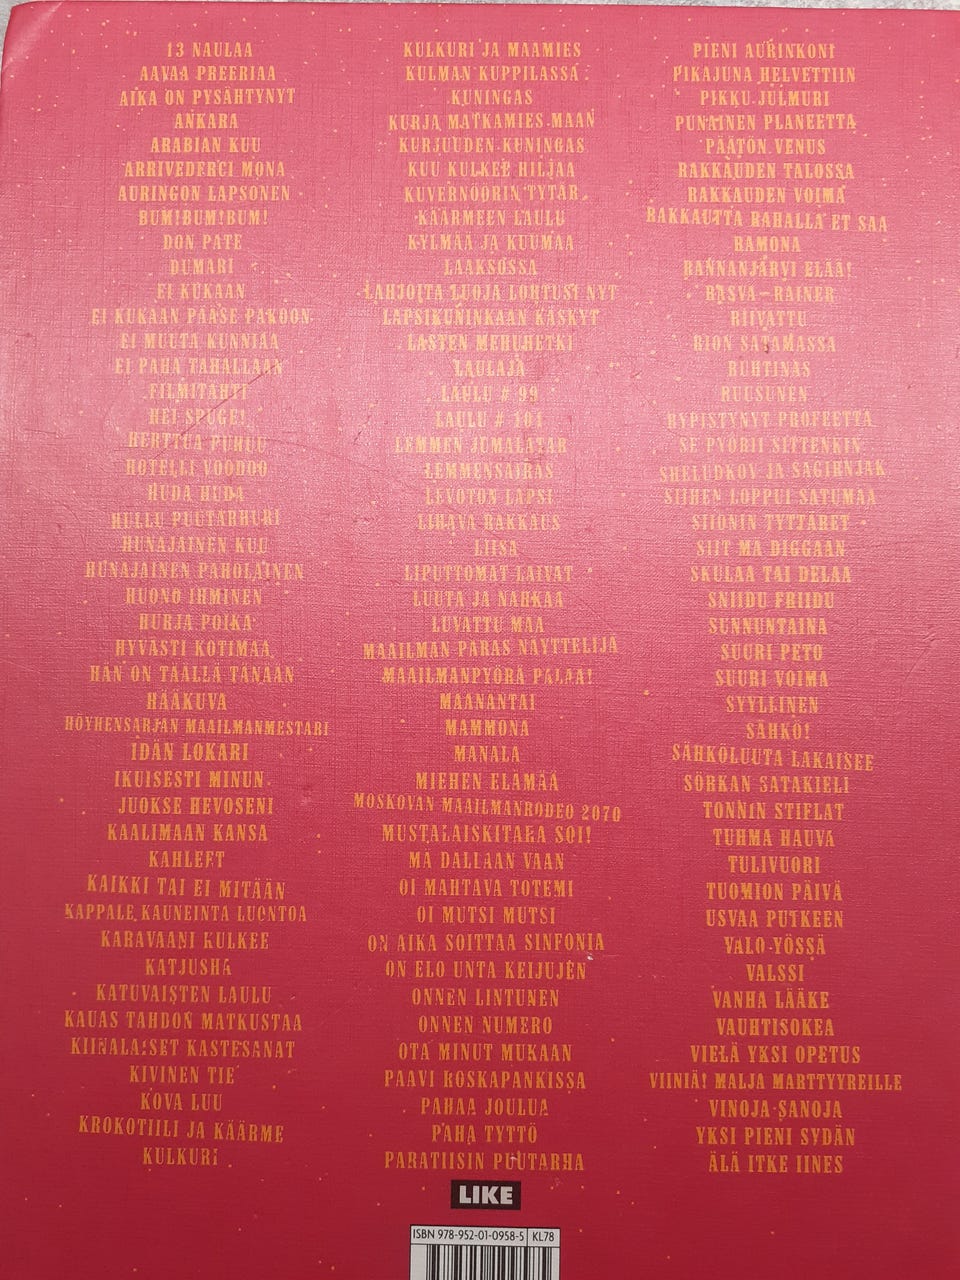 13 NAULAA
AAVAA PREERIAA
AIKA ON PYSÄHTYNYT
ANKARA
ARABIAN KUU
ARRIVEDERCI MONA
AURINGON LAPSONEN
BUM!BUM!BUM!
DON PATE
DUMARI
EI KUKAAN
EI KUKAAN PÄÄSE PAKOON
EI MUUTA KUNNIAA
EI PAHA TAHALLAAN
FILMITÄHTI
HEI SPUGE!
HERTTUA PUHUU
HOTELLI VOODOO
HUDA HUDA
HULLU PUUTARHURI
HUNAJAINEN KUU
HUNAJAINEN PAHOLAINEN
HUONO IHMINEN
HURJA POIKA
HYVÄSTI KOTIMAA
HÄN ON TÄÄLLÄ TÄNÄÄN
HÄÄKUVA
HÖYHENSARJAN MAAILMANMESTARI
IDÄN LOKARI
IKUISESTI MINUN
JUOKSE HEVOSENI
KAALIMAAN KANSA
KAHLEET
KAIKKI TAI EI MITÄÄN
KAPPALE KAUNEINTA LUONTOA
KARAVAANI KULKEE
KATJUSHA
KATUVAISTEN LAULU
KAUAS TAHDON MATKUSTAA
KIINALAISET KASTESANAT
KIVINEN TIE
KOVA LUU
KROKOTIILI JA KÄÄRME
KULKURI
KULKURI JA MAAMIES
KULMAN KUPPILASSA
KUNINGAS
KURJA MATKAMIES MAAN
KURJUUDEN KUNINGAS
KUU KULKEE HILJAA
KUVERNÖÖRIN TYTÄR
KÄÄRMEEN LAULU
KYLMÄÄ JA KUUMAA
LAAKSOSSA
LAHJOITA LUOJA LOHTUSI NYT
LAPSIKUNINKAAN KÄSKYT
LASTEN MEHUHETKI
LAULAJA
LAULU # 99
LAULU # 101
LEMMEN JUMALATAR
LEMMENSAIRAS
LEVOTON LAPSI
LIHAVA RAKKAUS
LIISA
LIPUTTOMAT LAIVAT
LUUTA JA NAHKAA
LUVATTU MAA
MAAILMAN PARAS NÄYTTELIJÄ
MAAILMANPYÖRÄ PALAA!
MAANANTAI
MAMMONA
MANALA
MIEHEN ELÄMÄÄ
MOSKOVAN MAAILMANRODEO 2070
MUSTALAISKITARA SOI!
MÄ DALLAAN VAAN
OI MAHTAVA TOTEMI
OI MUTSI MUTSI
ON AIKA SOITTAA SINFONIA
ON ELO UNTA KEIJUJEN
ONNEN LINTUNEN
ONNEN NUMERO
OTA MINUT MUKAAN
PAAVI ROSKAPANKISSA
PAHAA JOULUA
PAHA TYTTÖ
PARATIISIN PUUTARHA
PIENI AURINKONI
PIKAJUNA HELVETTIIN
PIKKU JULMURI
PUNAINEN PLANEETTA
PÄÄTÖN VENUS
RAKKAUDEN TALOSSA
RAKKAUDEN VOIMA
RAKKAUTTA RAHALLA ET SAA
RAMONA
RANNANJÄRVI ELÄÄ!
RASVA-RAINER
RIIVATTU
RION SATAMASSA
RUHTINAS
RUUSUNEN
RYPISTYNYT PROFEETTA
SE PYÖRII SITTENKIN
SHELUDKOV JA SAGIRNJAK
SIIHEN LOPPUI SATUMAA
SIIONIN TYTTÄRET
SIIT MÄ DIGGAAN
SKULAA TAI DELAA
SNIIDU FRIIDU
SUNNUNTAINA
SUURI PETO
SUURI VOIMA
SYYLLINEN
SÄHKÖ!
SÄHKÖLUUTA LAKAISEE
SÖRKAN SATAKIELI
TONNIN STIFLAT
TUHMA HAUVA
TULIVUORI
TUOMION PÄIVÄ
USVAA PUTKEEN
VALO YÖSSÄ
VALSSI
VANHA LÄÄKE
VAUHTISOKEA
VIELÄ YKSI OPETUS
VIINIÄ! MALJA MARTTYYREILLE
VINOJA SANOJA
YKSI PIENI SYDÄN
ÄLÄ ITKE IINES
LIKE
ISBN 978-952-01-0958-5 KL78